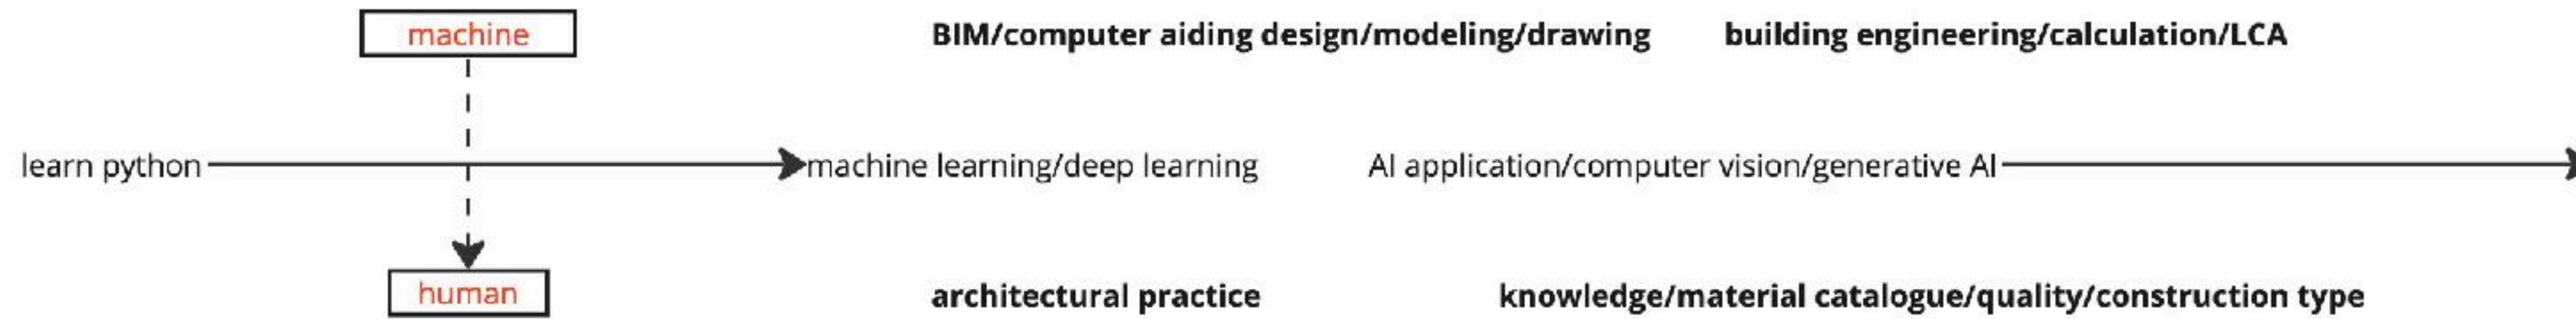 machine
BIM/computer aiding design/modeling/drawing
building engineering/calculation/LCA
learn python
machine learning/deep learning
AI application/computer vision/generative AI
human
architectural practice
knowledge/material catalogue/quality/construction type